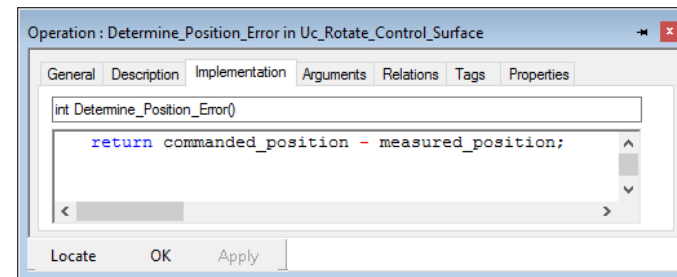 Operation : Determine_Position_Error in Uc_Rotate_Control_Surface
General Description Implementation Arguments Relations Tags Properties
int Determine_Position_Error()
return commanded_position - measured_position;
Locate OK Apply